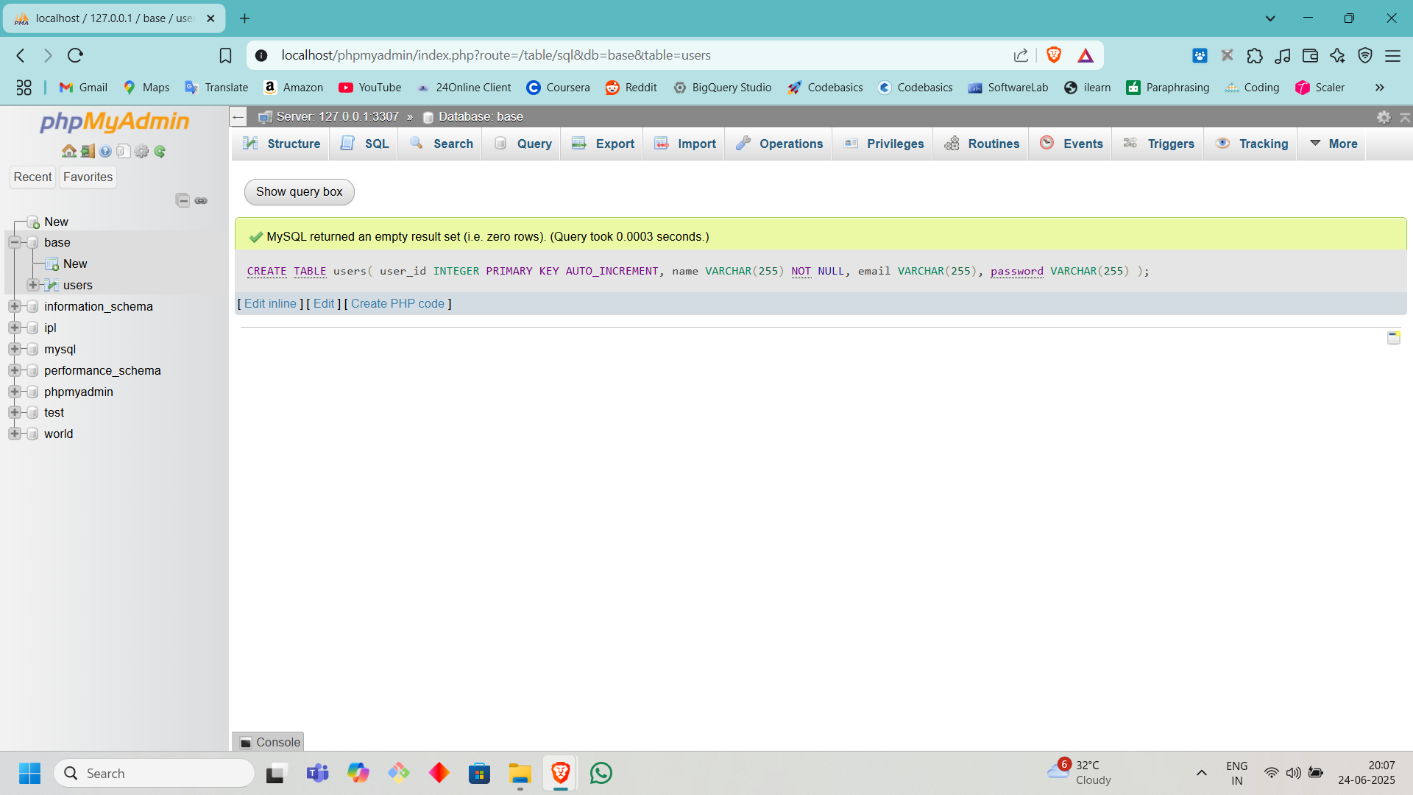 localhost / 127.0.0.1 / base / use
localhost/phpmyadmin/index.php?route=/table/sql&db=base&table=users
Gmail Maps Translate Amazon YouTube 24Online Client Coursera Reddit BigQuery Studio Codebasics Codebasics SoftwareLab ilearn Paraphrasing Coding Scaler »
phpMyAdmin
Recent Favorites
New
base
New
users
information_schema
ipl
mysql
performance_schema
phpmyadmin
test
world
Server: 127.0.0.1:3307 » Database: base
Structure SQL Search Query Export Import Operations Privileges Routines Events Triggers Tracking More
Show query box
MySQL returned an empty result set (i.e. zero rows). (Query took 0.0003 seconds.)
CREATE TABLE users( user_id INTEGER PRIMARY KEY AUTO_INCREMENT, name VARCHAR(255) NOT NULL, email VARCHAR(255), password VARCHAR(255) );
[ Edit inline ] [ Edit ] [ Create PHP code ]
Console
Search
6
32°C
Cloudy
ENG
IN
20:07
24-06-2025